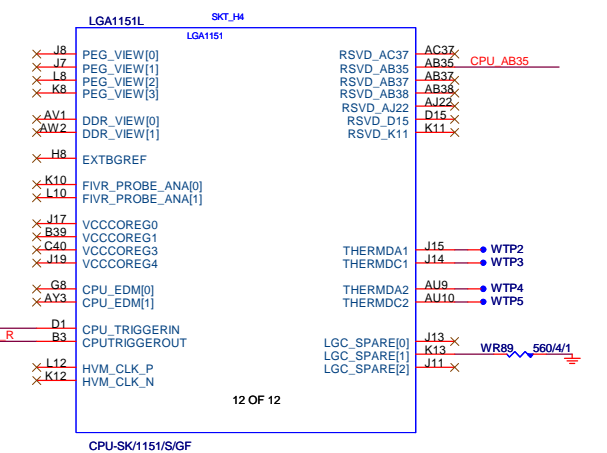 LGA1151L SKT_H4
LGA1151
J8 PEG_VIEW[0] RSVD_AC37 AC37
J7 PEG_VIEW[1] RSVD_AB35 AB35 CPU_AB35
L8 PEG_VIEW[2] RSVD_AB37 AB37
K8 PEG_VIEW[3] RSVD_AB38 AB38
RSVD_AJ22 AJ22
AV1 DDR_VIEW[0] RSVD_D15 D15
AW2 DDR_VIEW[1] RSVD_K11 K11
H8 EXTBGREF
K10 FIVR_PROBE_ANA[0]
L10 FIVR_PROBE_ANA[1]
J17 VCCCOREG0
B39 VCCCOREG1
C40 VCCCOREG3 THERMDA1 J15 WTP2
J19 VCCCOREG4 THERMDC1 J14 WTP3
G8 CPU_EDM[0] THERMDA2 AU9 WTP4
AY3 CPU_EDM[1] THERMDC2 AU10 WTP5
D1 CPU_TRIGGERIN
R B3 CPUTRIGGEROUT LGC_SPARE[0] J13
LGC_SPARE[1] K13 WR89 560/4/1
L12 HVM_CLK_P LGC_SPARE[2] J11
K12 HVM_CLK_N
12 OF 12
CPU-SK/1151/S/GF